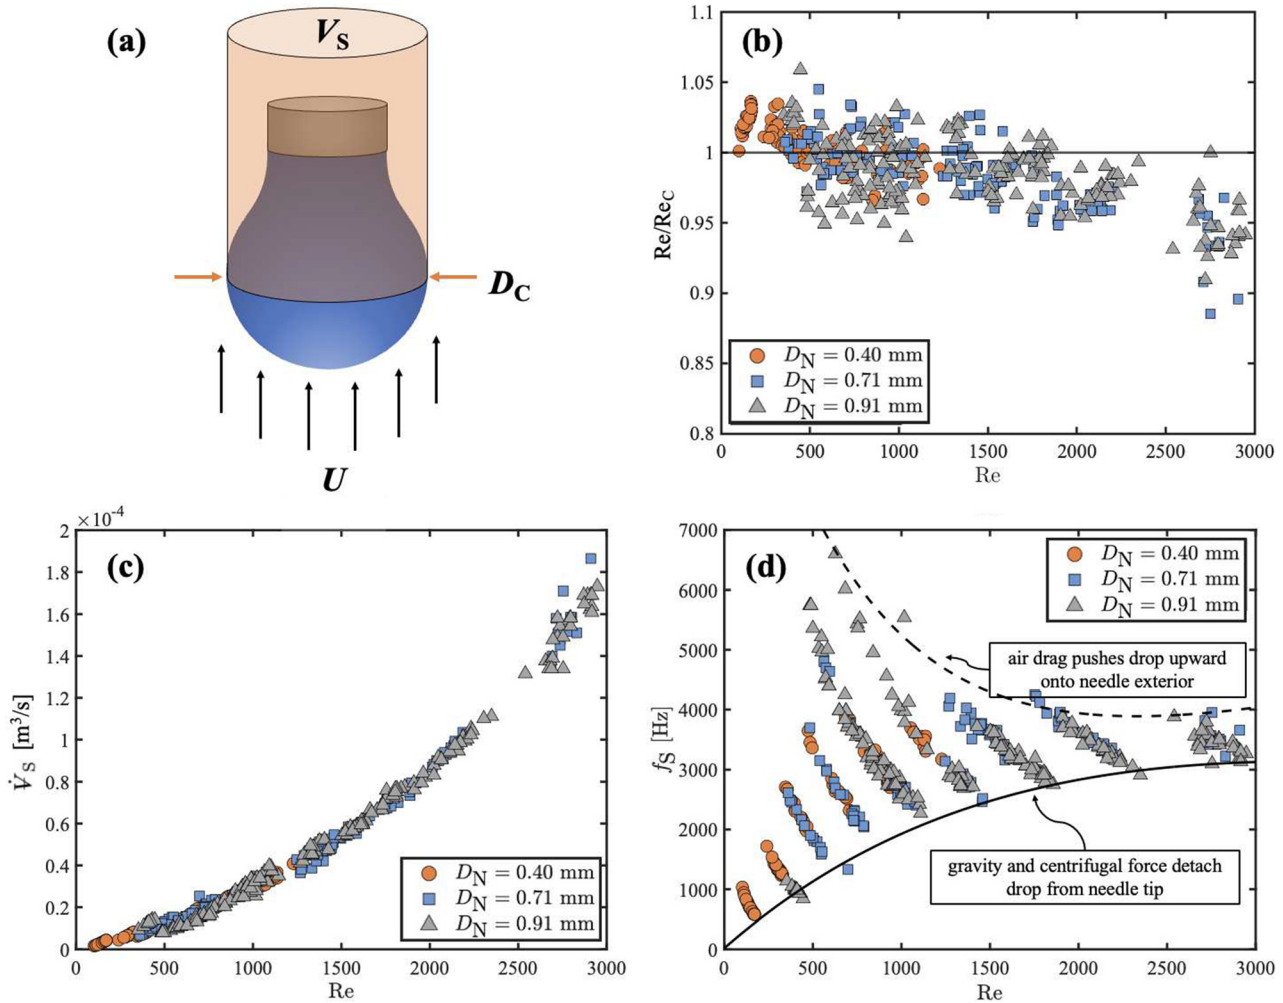 (a)
V_S
D_C
U
(b)
1.1
1.05
1
0.95
0.9
0.85
0.8
Re/Re_C
D_N = 0.40 mm
D_N = 0.71 mm
D_N = 0.91 mm
500 1000 1500 2000 2500 3000
Re
(c)
×10⁻⁴
2
1.8
1.6
1.4
1.2
1
0.8
0.6
0.4
0.2
0
V̇_S [m³/s]
D_N = 0.40 mm
D_N = 0.71 mm
D_N = 0.91 mm
0 500 1000 1500 2000 2500 3000
Re
(d)
7000
6000
5000
4000
3000
2000
1000
0
f_S [Hz]
D_N = 0.40 mm
D_N = 0.71 mm
D_N = 0.91 mm
air drag pushes drop upward
onto needle exterior
gravity and centrifugal force detach
drop from needle tip
0 500 1000 1500 2000 2500 3000
Re